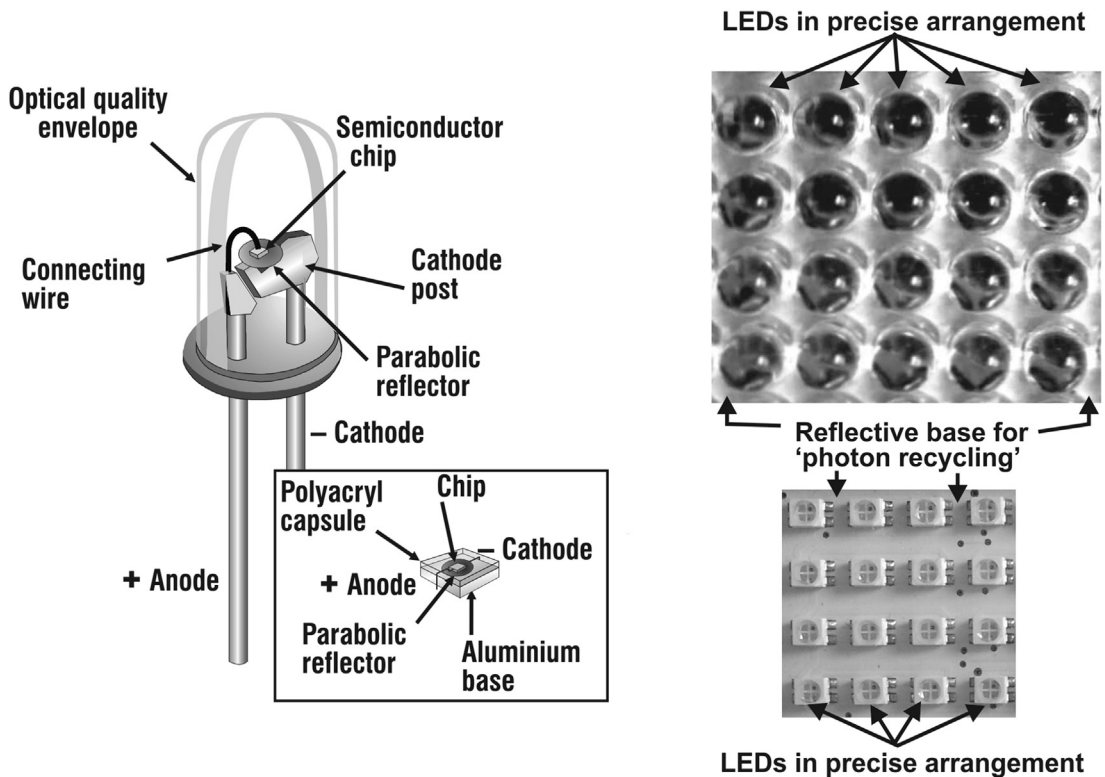 Optical quality
envelope
Semiconductor
chip
Connecting
wire
Cathode
post
Parabolic
reflector
– Cathode
+ Anode
Polyacryl
capsule
Chip
– Cathode
+ Anode
Parabolic
reflector
Aluminium
base
LEDs in precise arrangement
Reflective base for
‘photon recycling’
LEDs in precise arrangement